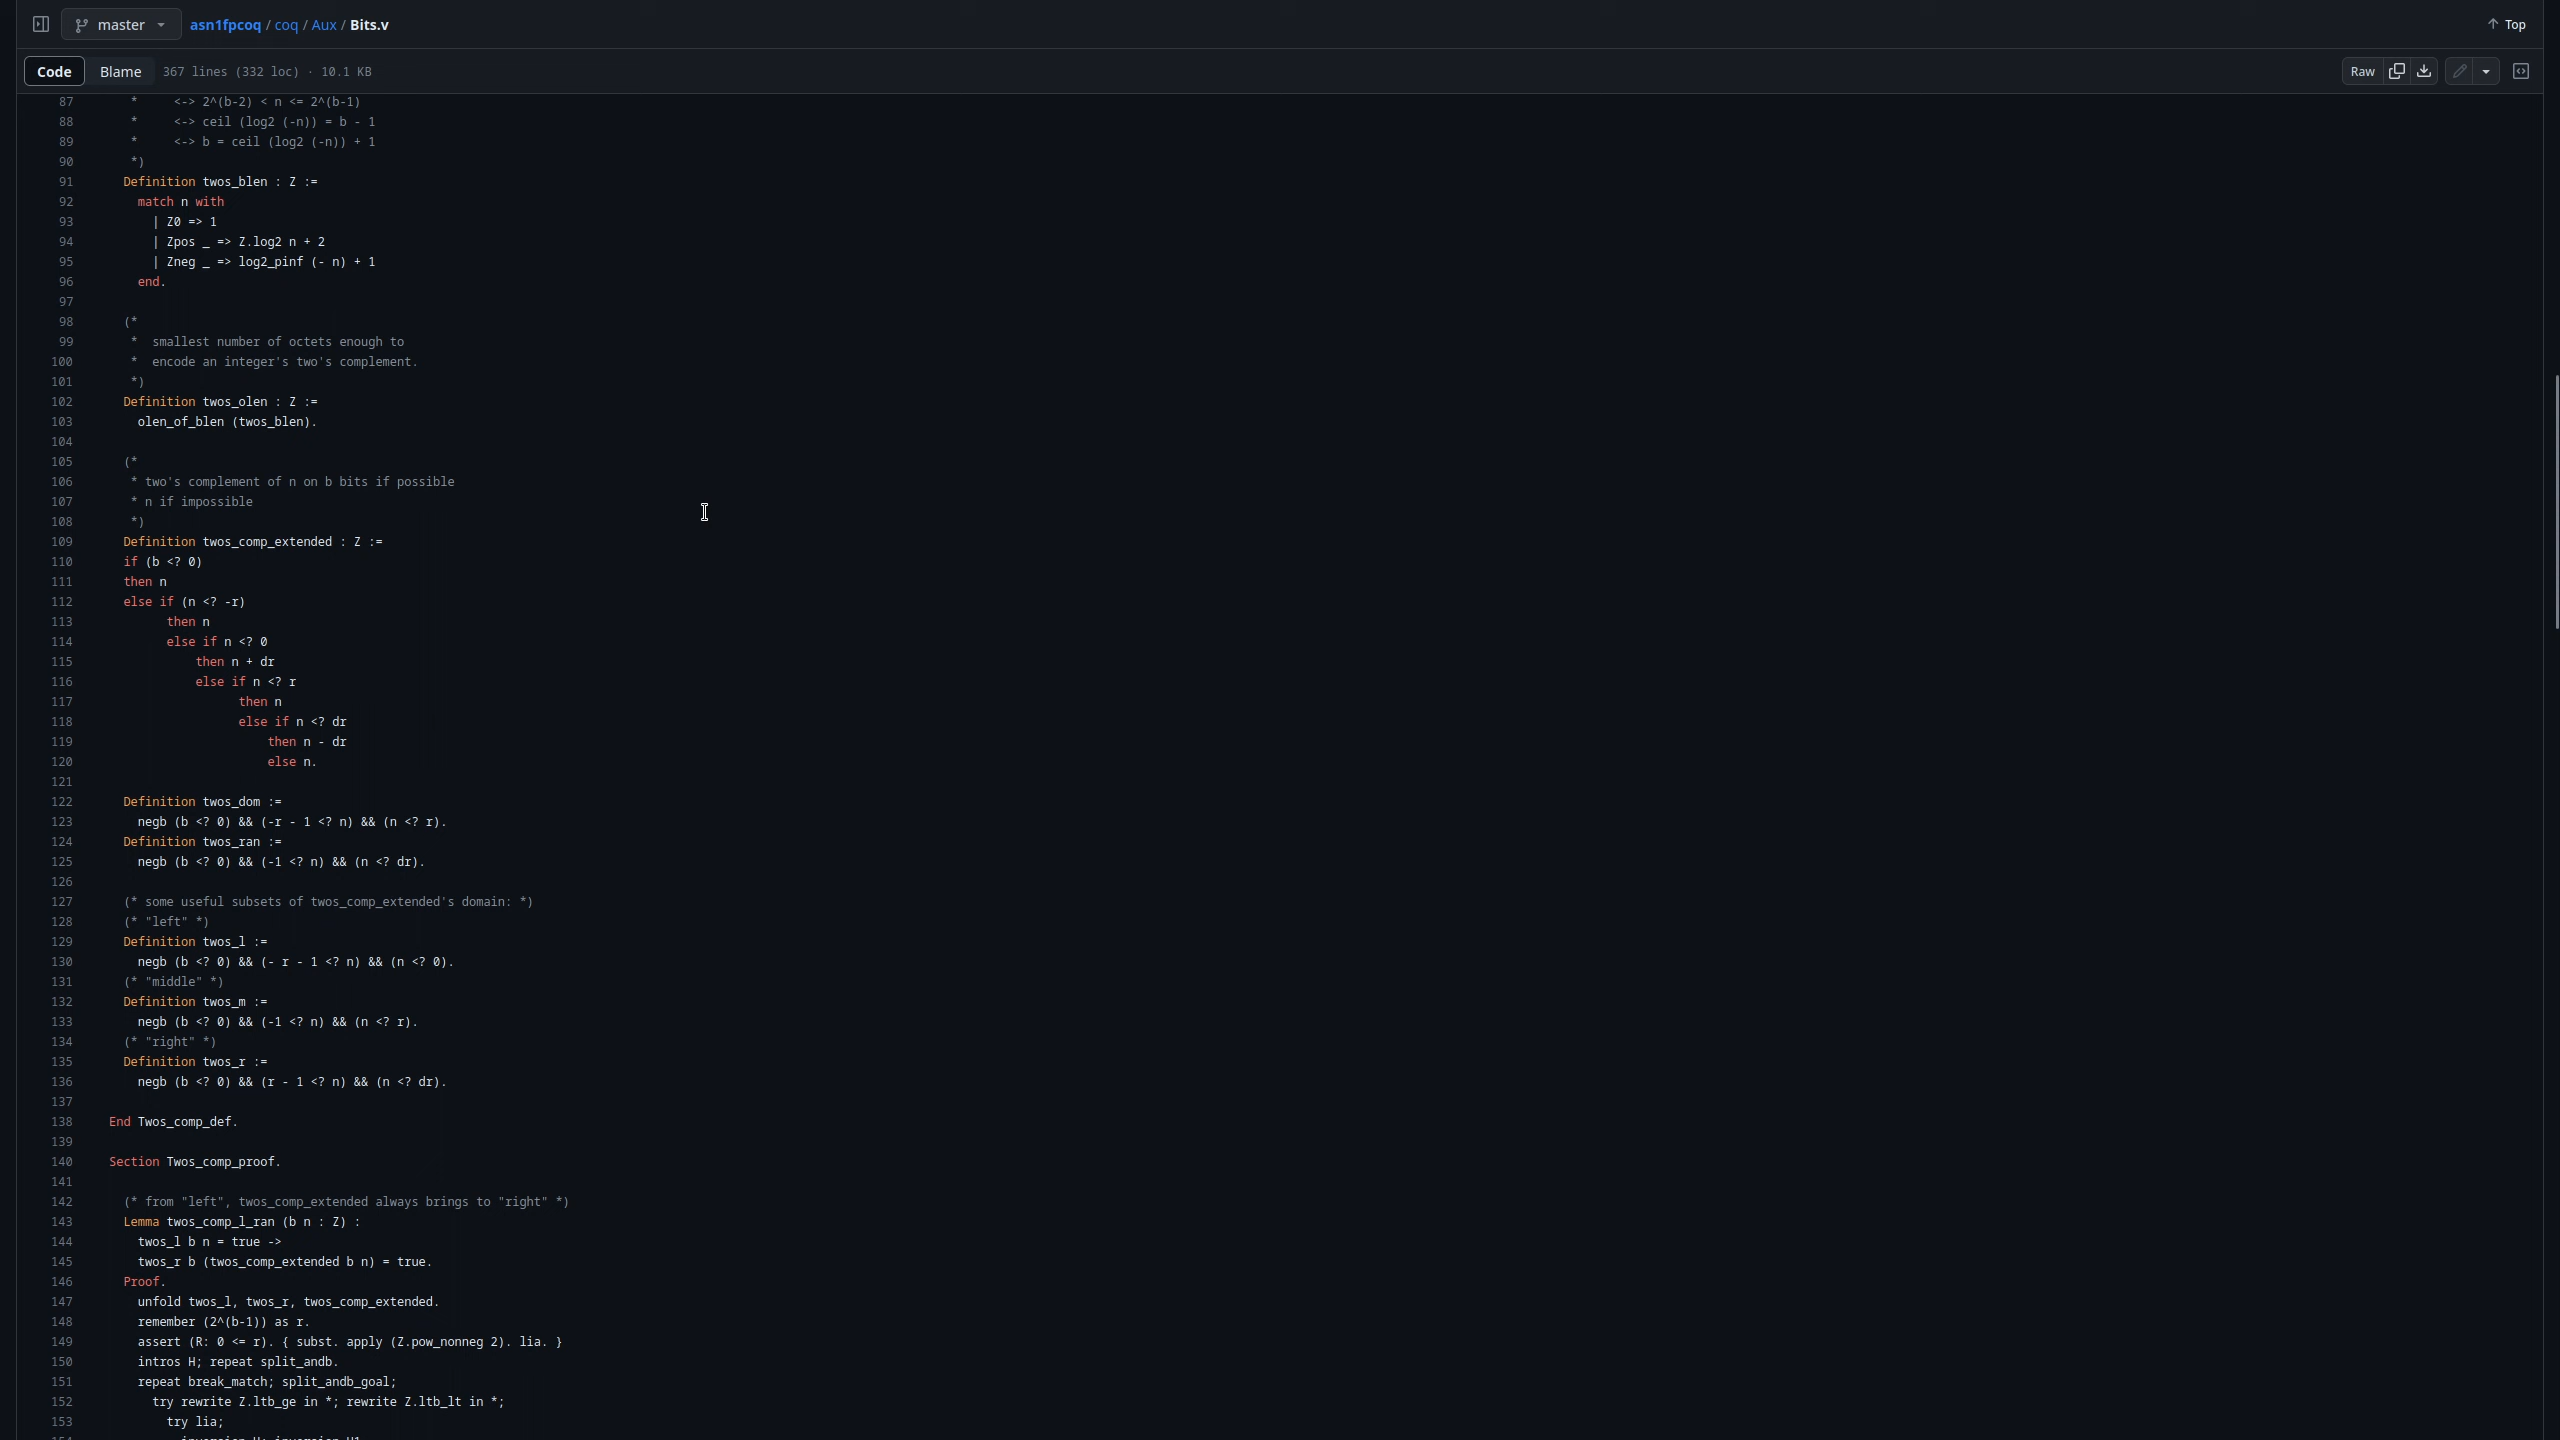 master asn1fpcoq / coq / Aux / Bits.v Top
Code Blame 367 lines (332 loc) · 10.1 KB Raw
87 * <-> 2^(b-2) < n <= 2^(b-1)
88 * <-> ceil (log2 (-n)) = b - 1
89 * <-> b = ceil (log2 (-n)) + 1
90 *)
91 Definition twos_blen : Z :=
92 match n with
93 | Z0 => 1
94 | Zpos _ => Z.log2 n + 2
95 | Zneg _ => log2_pinf (- n) + 1
96 end.
97
98 (*
99 * smallest number of octets enough to
100 * encode an integer's two's complement.
101 *)
102 Definition twos_olen : Z :=
103 olen_of_blen (twos_blen).
104
105 (*
106 * two's complement of n on b bits if possible
107 * n if impossible
108 *)
109 Definition twos_comp_extended : Z :=
110 if (b <? 0)
111 then n
112 else if (n <? -r)
113 then n
114 else if n <? 0
115 then n + dr
116 else if n <? r
117 then n
118 else if n <? dr
119 then n - dr
120 else n.
121
122 Definition twos_dom :=
123 negb (b <? 0) && (-r - 1 <? n) && (n <? r).
124 Definition twos_ran :=
125 negb (b <? 0) && (-1 <? n) && (n <? dr).
126
127 (* some useful subsets of twos_comp_extended's domain: *)
128 (* "left" *)
129 Definition twos_l :=
130 negb (b <? 0) && (- r - 1 <? n) && (n <? 0).
131 (* "middle" *)
132 Definition twos_m :=
133 negb (b <? 0) && (-1 <? n) && (n <? r).
134 (* "right" *)
135 Definition twos_r :=
136 negb (b <? 0) && (r - 1 <? n) && (n <? dr).
137
138 End Twos_comp_def.
139
140 Section Twos_comp_proof.
141
142 (* from "left", twos_comp_extended always brings to "right" *)
143 Lemma twos_comp_l_ran (b n : Z) :
144 twos_l b n = true ->
145 twos_r b (twos_comp_extended b n) = true.
146 Proof.
147 unfold twos_l, twos_r, twos_comp_extended.
148 remember (2^(b-1)) as r.
149 assert (R: 0 <= r). { subst. apply (Z.pow_nonneg 2). lia. }
150 intros H; repeat split_andb.
151 repeat break_match; split_andb_goal;
152 try rewrite Z.ltb_ge in *; rewrite Z.ltb_lt in *;
153 try lia;